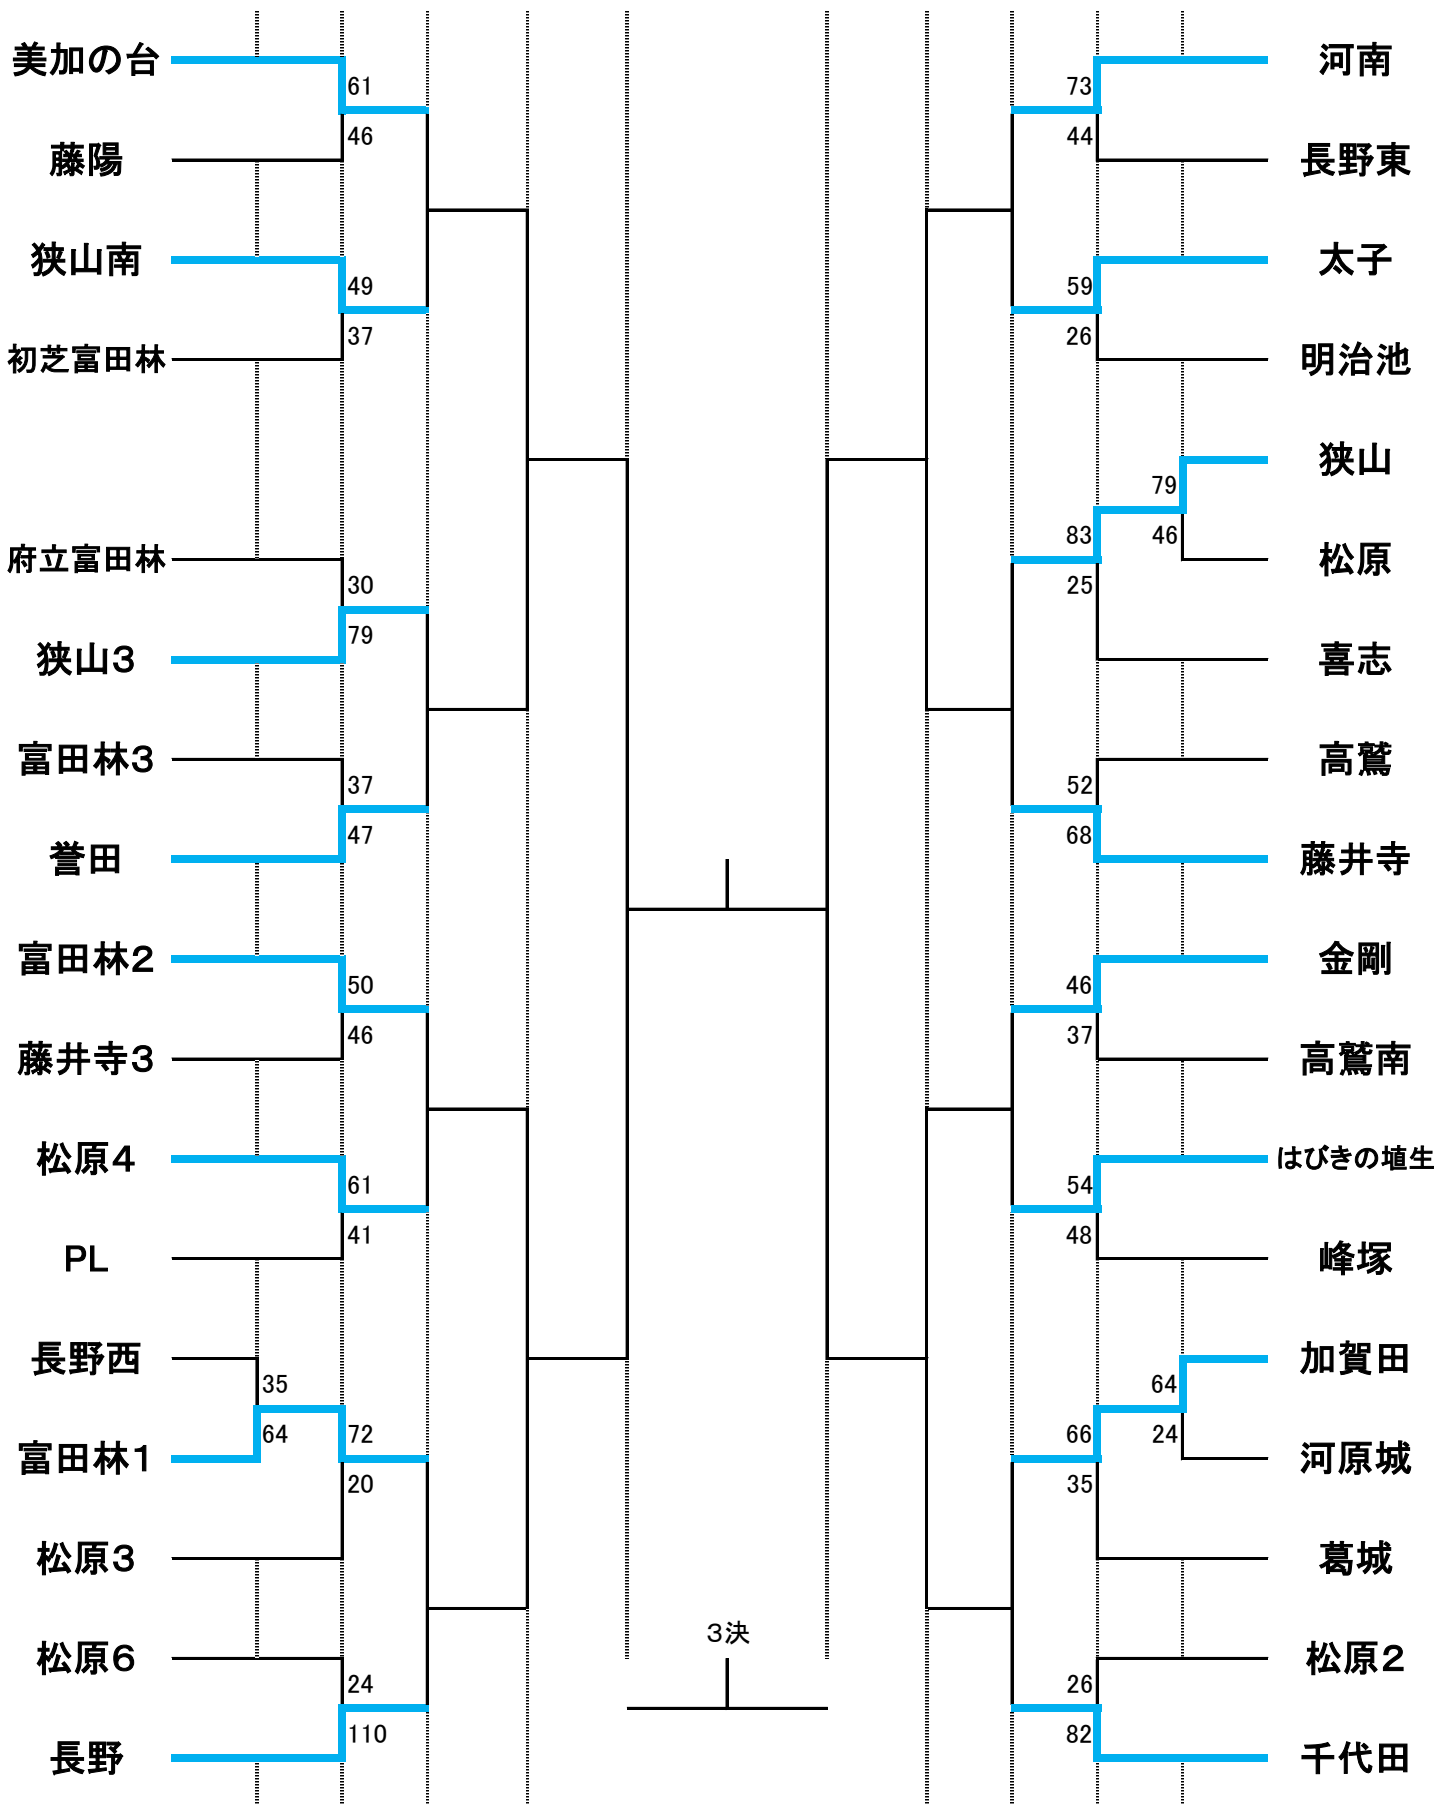 美加の台
61
46
藤陽
狭山南
49
37
初芝富田林
府立富田林
30
79
狭山3
富田林3
37
47
誉田
富田林2
50
46
藤井寺3
松原4
61
41
PL
長野西
35
64
富田林1
72
20
松原3
松原6
24
110
長野
3決
河南
73
44
長野東
太子
59
26
明治池
狭山
79
46
松原
83
25
喜志
高鷲
52
68
藤井寺
金剛
46
37
高鷲南
はびきの埴生
54
48
峰塚
加賀田
64
24
河原城
66
35
葛城
松原2
26
82
千代田